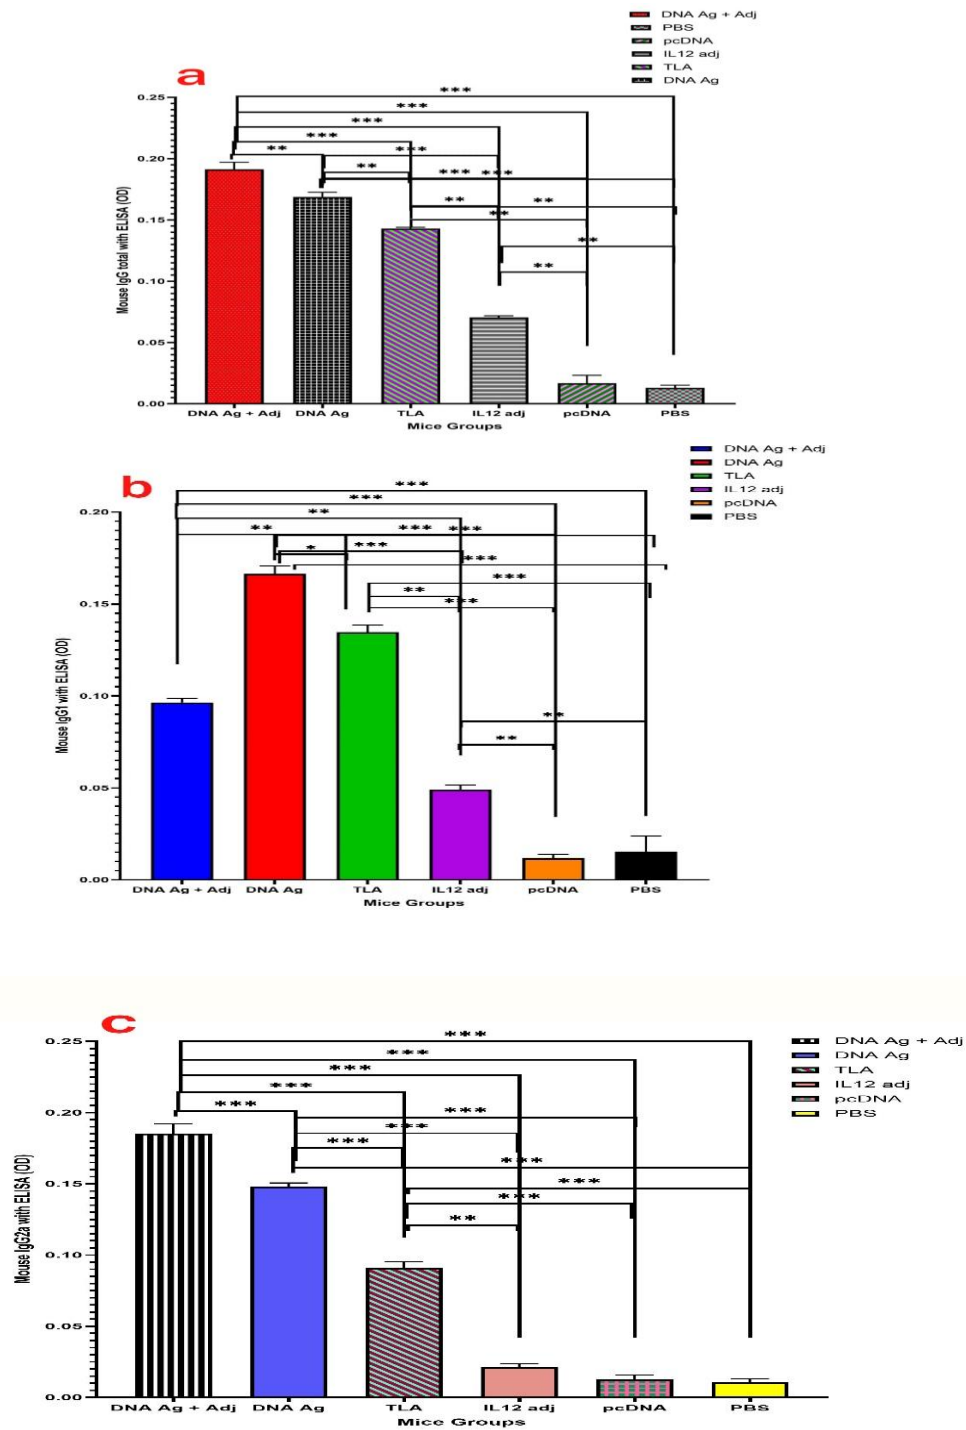 DNA Ag + Adj
PBS
pcDNA
IL12 adj
TLA
DNA Ag
a
Mouse IgG total with ELISA (OD)
0.25
0.20
0.15
0.10
0.05
0.00
***
***
***
***
**
***
**
*** ***
**
**
**
**
**
DNA Ag + Adj DNA Ag TLA IL12 adj pcDNA PBS
Mice Groups
b
DNA Ag + Adj
DNA Ag
TLA
IL12 adj
pcDNA
PBS
Mouse IgG1 with ELISA (OD)
0.20
0.15
0.10
0.05
0.00
***
***
**
** *** ***
* ***
***
***
**
***
**
**
DNA Ag + Adj DNA Ag TLA IL12 adj pcDNA PBS
Mice Groups
c
DNA Ag + Adj
DNA Ag
TLA
IL12 adj
pcDNA
PBS
Mouse IgG2a with ELISA (OD)
0.25
0.20
0.15
0.10
0.05
0.00
***
***
***
***
***
***
***
***
***
***
***
**
DNA Ag + Adj DNA Ag TLA IL12 adj pcDNA PBS
Mice Groups